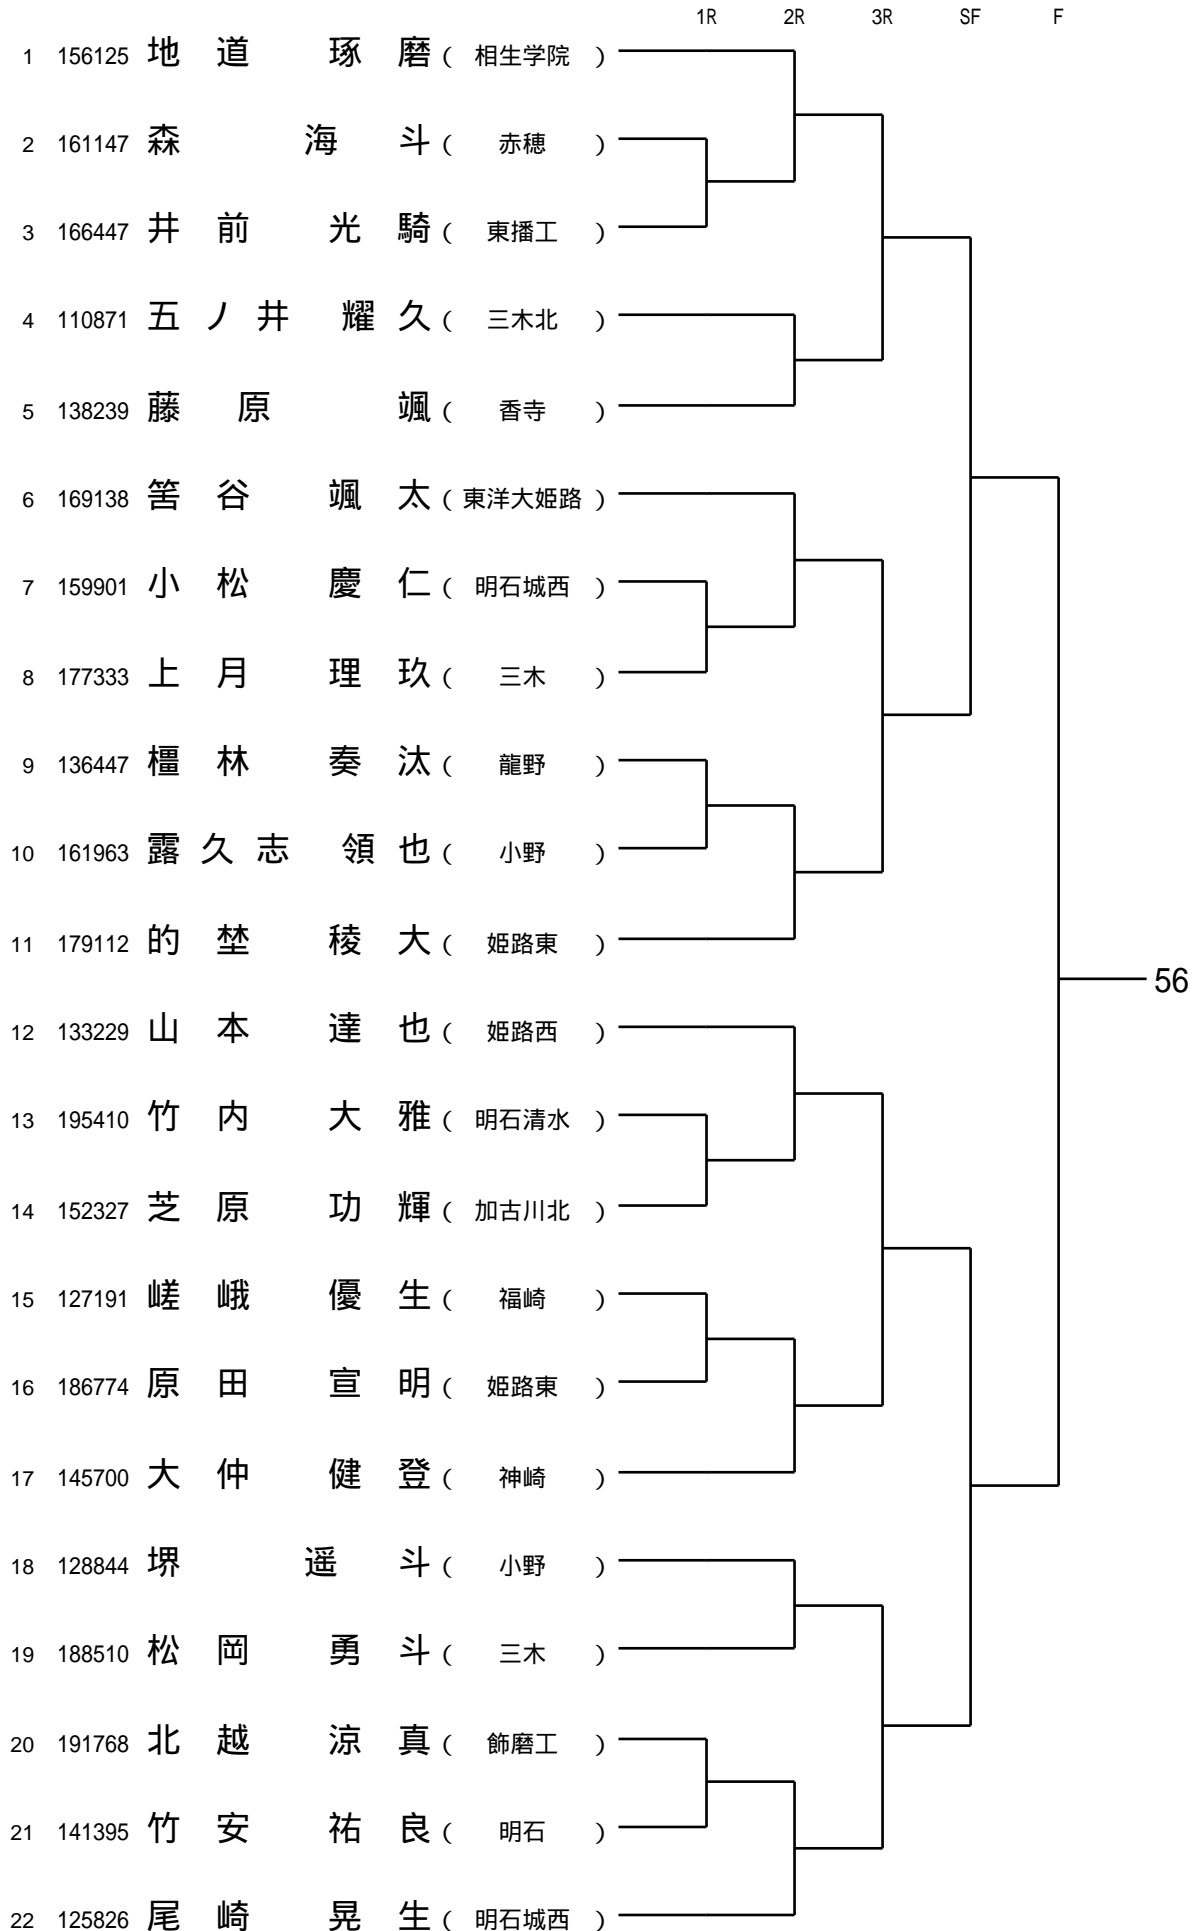 1R 2R 3R SF F
1 156125 地道 琢磨 ( 相生学院 )
2 161147 森 海斗 ( 赤穂 )
3 166447 井前 光騎 ( 東播工 )
4 110871 五ノ井 耀久 ( 三木北 )
5 138239 藤原 颯 ( 香寺 )
6 169138 筈谷 颯太 ( 東洋大姫路 )
7 159901 小松 慶仁 ( 明石城西 )
8 177333 上月 理玖 ( 三木 )
9 136447 橿林 奏汰 ( 龍野 )
10 161963 露久志 領也 ( 小野 )
11 179112 的埜 稜大 ( 姫路東 )
56
12 133229 山本 達也 ( 姫路西 )
13 195410 竹内 大雅 ( 明石清水 )
14 152327 芝原 功輝 ( 加古川北 )
15 127191 嵯峨 優生 ( 福崎 )
16 186774 原田 宣明 ( 姫路東 )
17 145700 大仲 健登 ( 神崎 )
18 128844 堺 遥斗 ( 小野 )
19 188510 松岡 勇斗 ( 三木 )
20 191768 北越 涼真 ( 飾磨工 )
21 141395 竹安 祐良 ( 明石 )
22 125826 尾崎 晃生 ( 明石城西 )